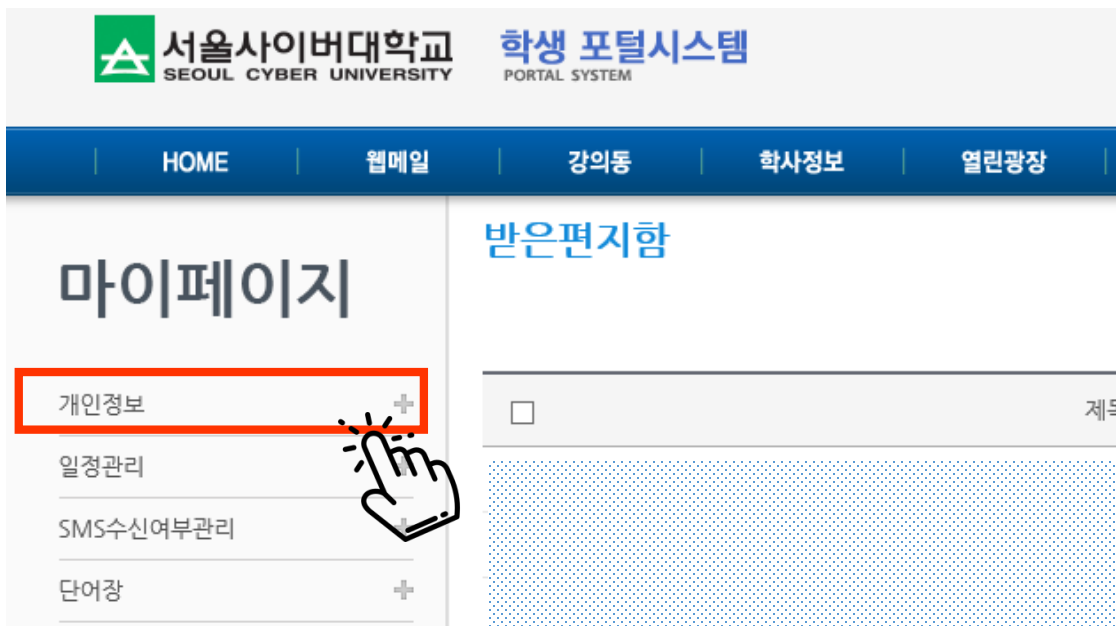 서울사이버대학교
SEOUL CYBER UNIVERSITY
학생 포털시스템
PORTAL SYSTEM
HOME 웹메일 강의동 학사정보 열린광장
마이페이지
개인정보
일정관리
SMS수신여부관리
단어장
받은편지함